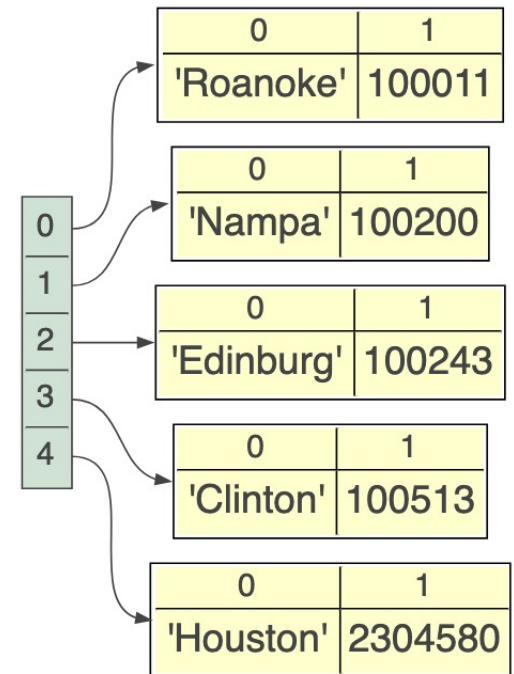 0 1
'Roanoke' 100011
0 1
'Nampa' 100200
0
1
2
3
4
0 1
'Edinburg' 100243
0 1
'Clinton' 100513
0 1
'Houston' 2304580